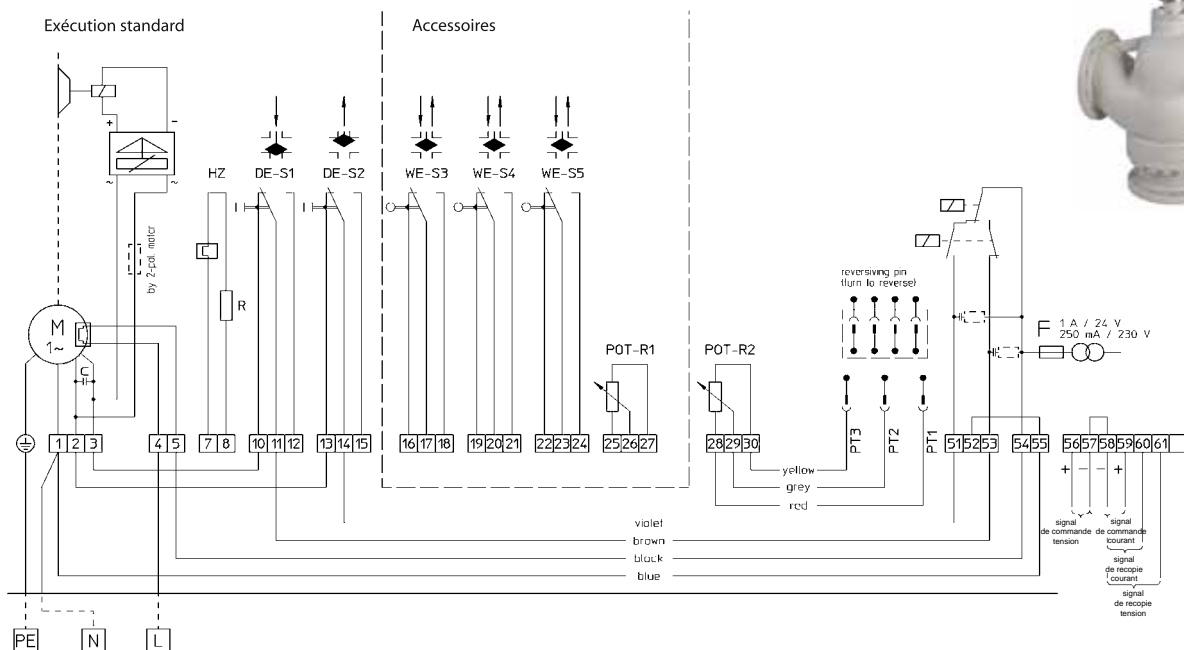 Exécution standard
Accessoires
+ -
~ ~
by 2-pol. motor
HZ DE-S1 DE-S2 WE-S3 WE-S4 WE-S5
R
M
1~
C
reversiving pin
(turn to reverse)
F 1 A / 24 V
250 mA / 230 V
POT-R1 POT-R2
PT3 PT2 PT1
1 2 3 4 5 7 8 10 11 12 13 14 15 16 17 18 19 20 21 22 23 24 25 26 27 28 29 30 51 52 53 54 55 56 57 58 59 60 61
+ - - +
yellow
grey
red
violet
brown
black
blue
signal
de commande
tension
signal
de commande
courant
signal
de recopie
courant
signal
de recopie
tension
PE N L